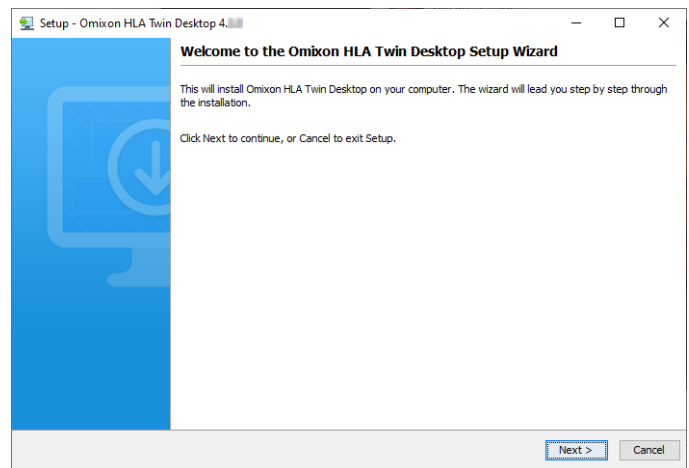 Setup - Omixon HLA Twin Desktop 4.
Welcome to the Omixon HLA Twin Desktop Setup Wizard
This will install Omixon HLA Twin Desktop on your computer. The wizard will lead you step by step through
the installation.
Click Next to continue, or Cancel to exit Setup.
Next >
Cancel